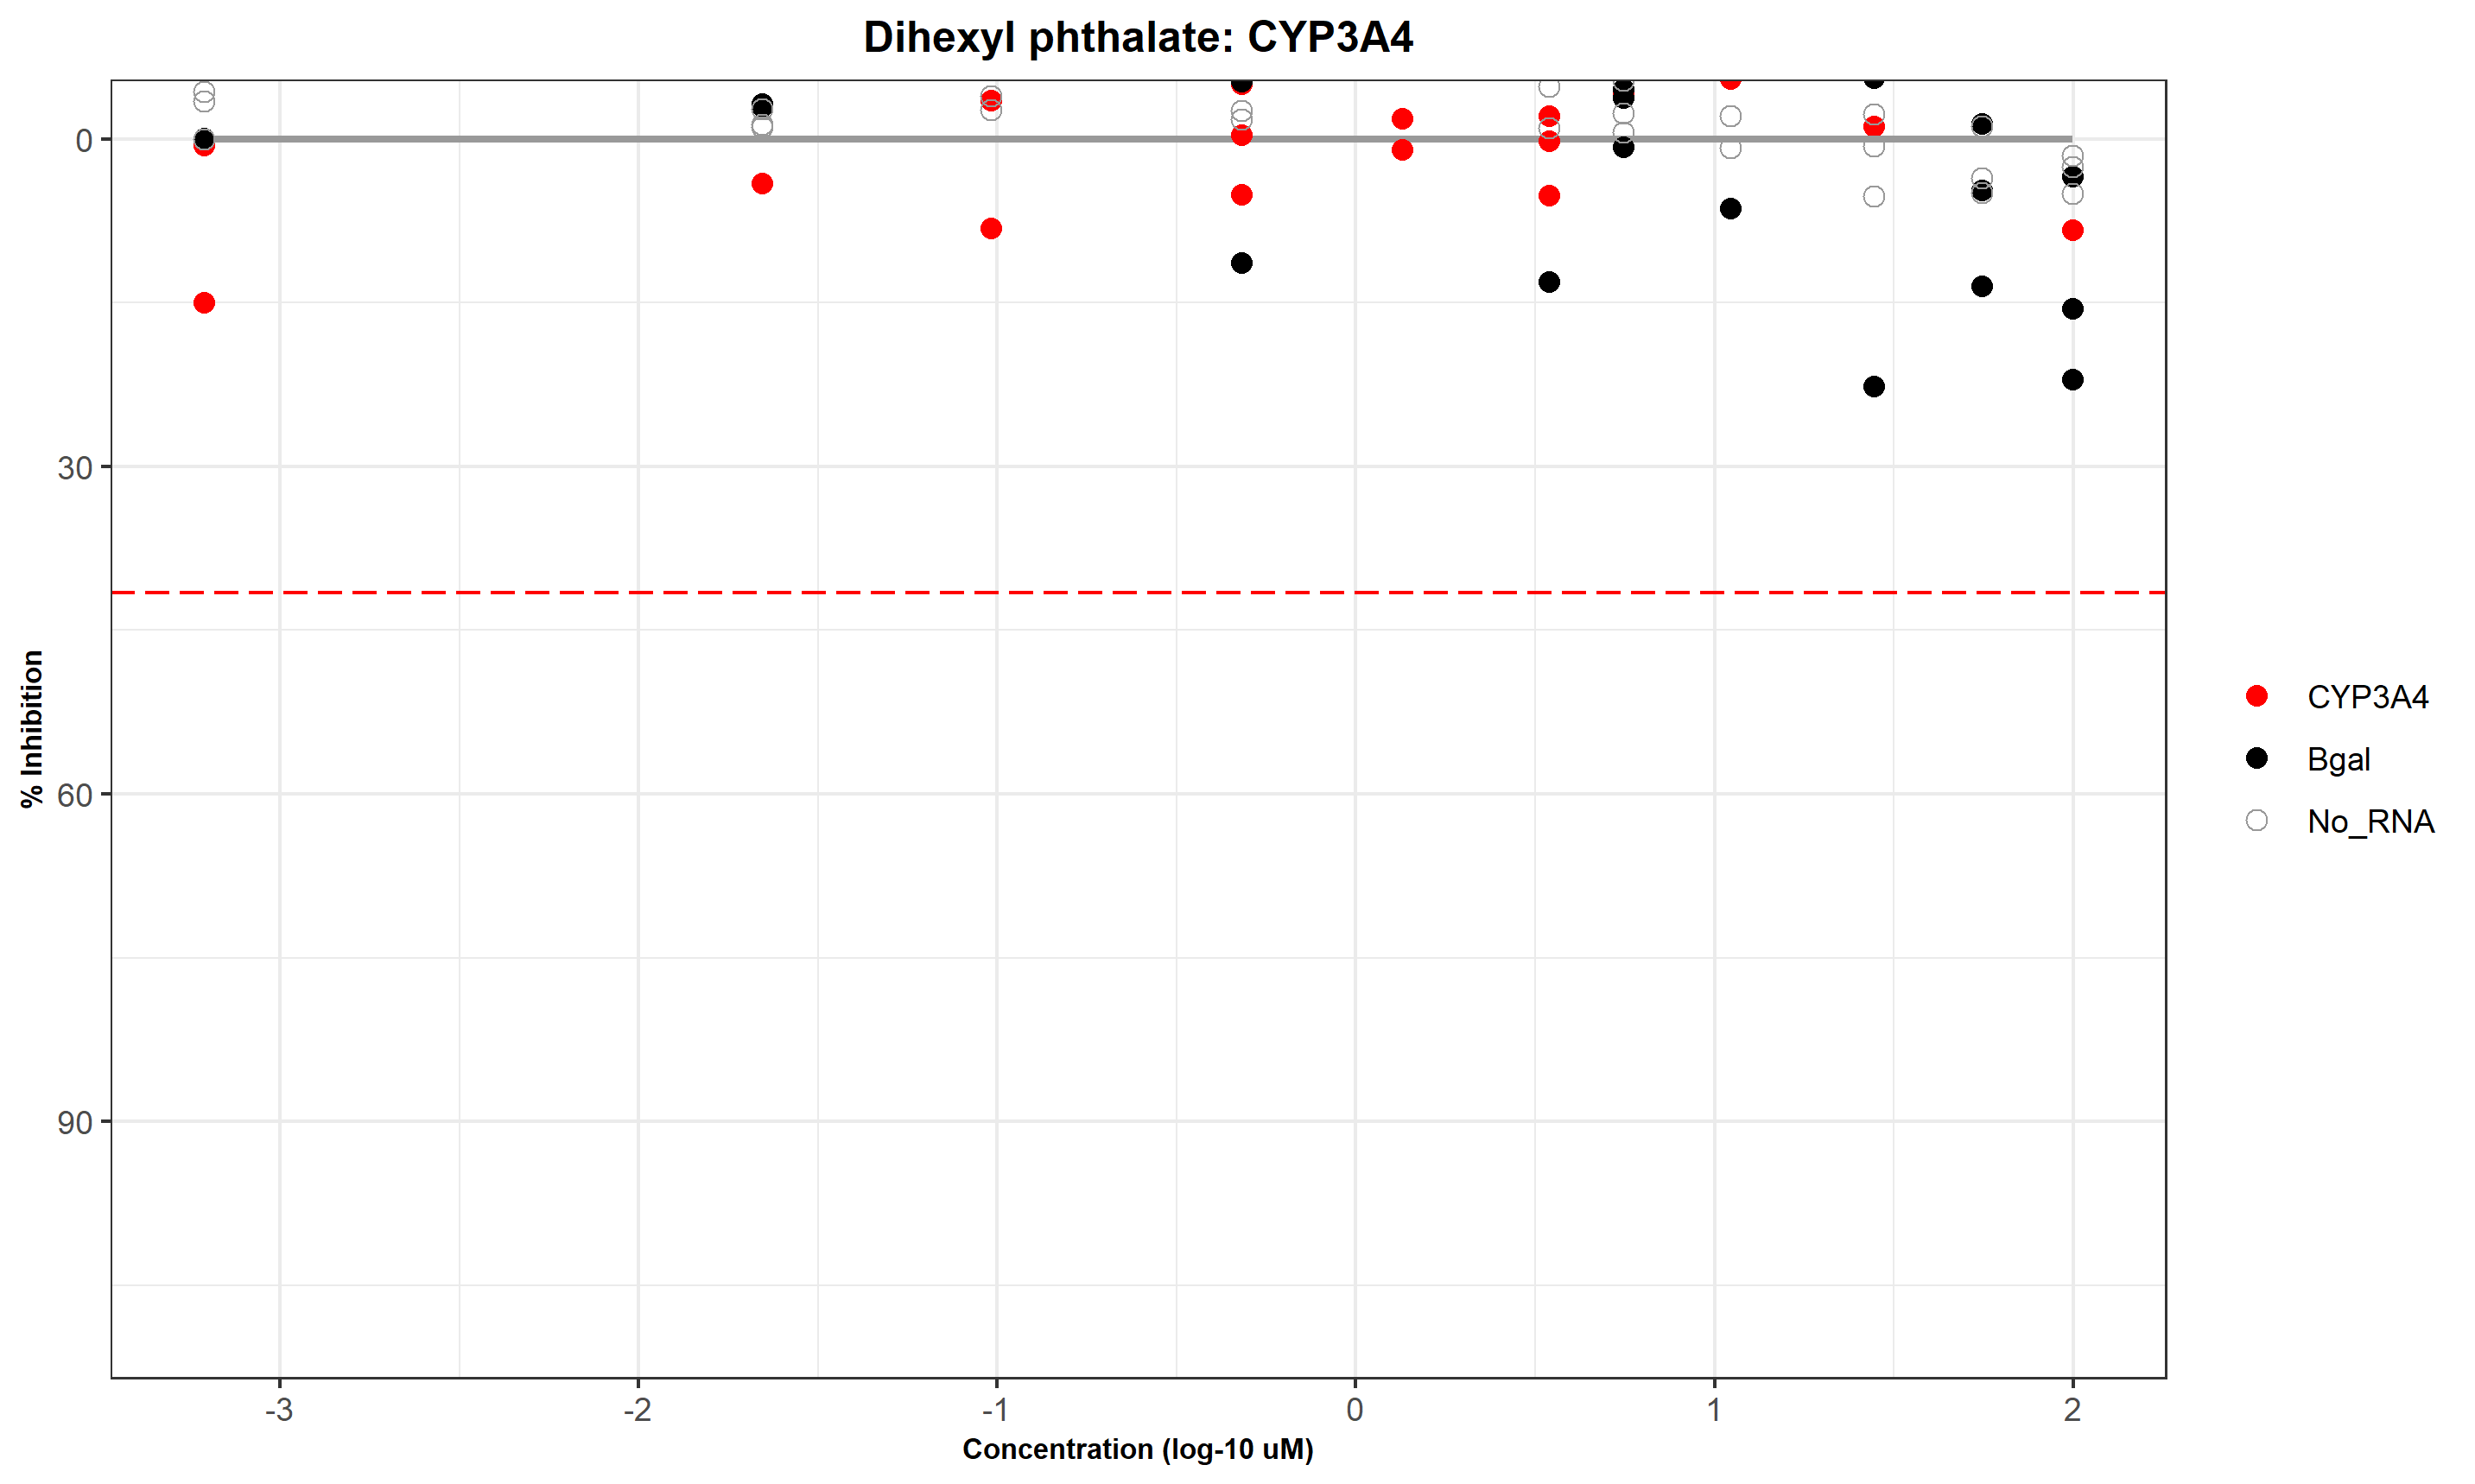 Dihexyl phthalate: CYP3A4
0
30
60
90
% Inhibition
-3
-2
-1
0
1
2
Concentration (log-10 uM)
CYP3A4
Bgal
No_RNA